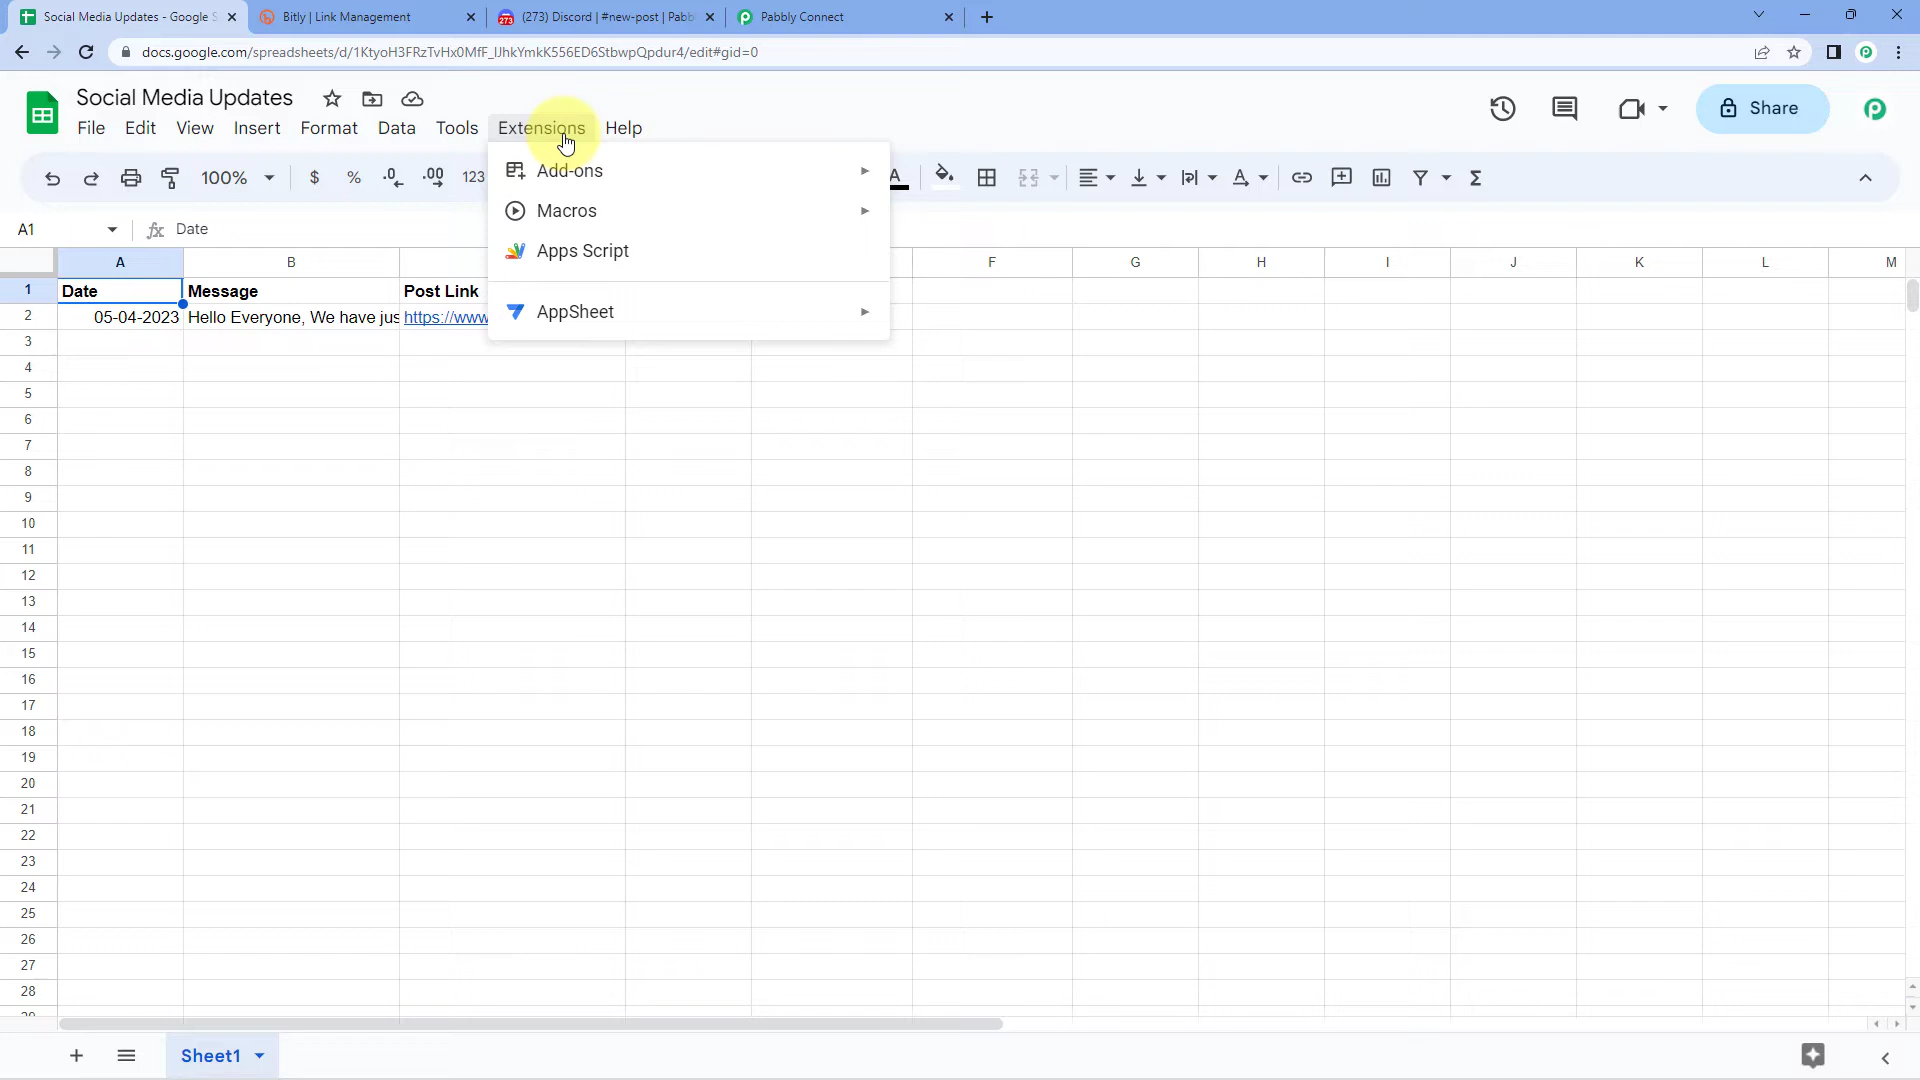 Social Media Updates - Google S
Bitly | Link Management
(273) Discord | #new-post | Pabb
Pabbly Connect
docs.google.com/spreadsheets/d/1KtyoH3FRzTvHx0MfF_IJhkYmkK556ED6StbwpQpdur4/edit#gid=0
Social Media Updates
File Edit View Insert Format Data Tools Extensions Help
Share
100% $ % .0 .00 123
Add-ons
Macros
Apps Script
AppSheet
A1
Date
A B F G H I J K L M
1 Date Message Post Link
2 05-04-2023 Hello Everyone, We have jus https://www
3
4
5
6
7
8
9
10
11
12
13
14
15
16
17
18
19
20
21
22
23
24
25
26
27
28
Sheet1